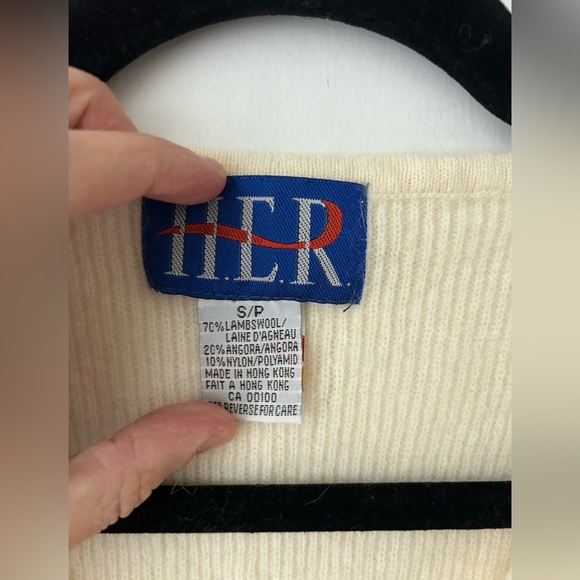 H.E.R.
S/P
70% LAMBSWOOL/
LAINE D'AGNEAU
20% ANGORA/ANGORA
10% NYLON/POLYAMID
MADE IN HONG KONG
FAIT A HONG KONG
CA 00100
REVERSE FOR CARE